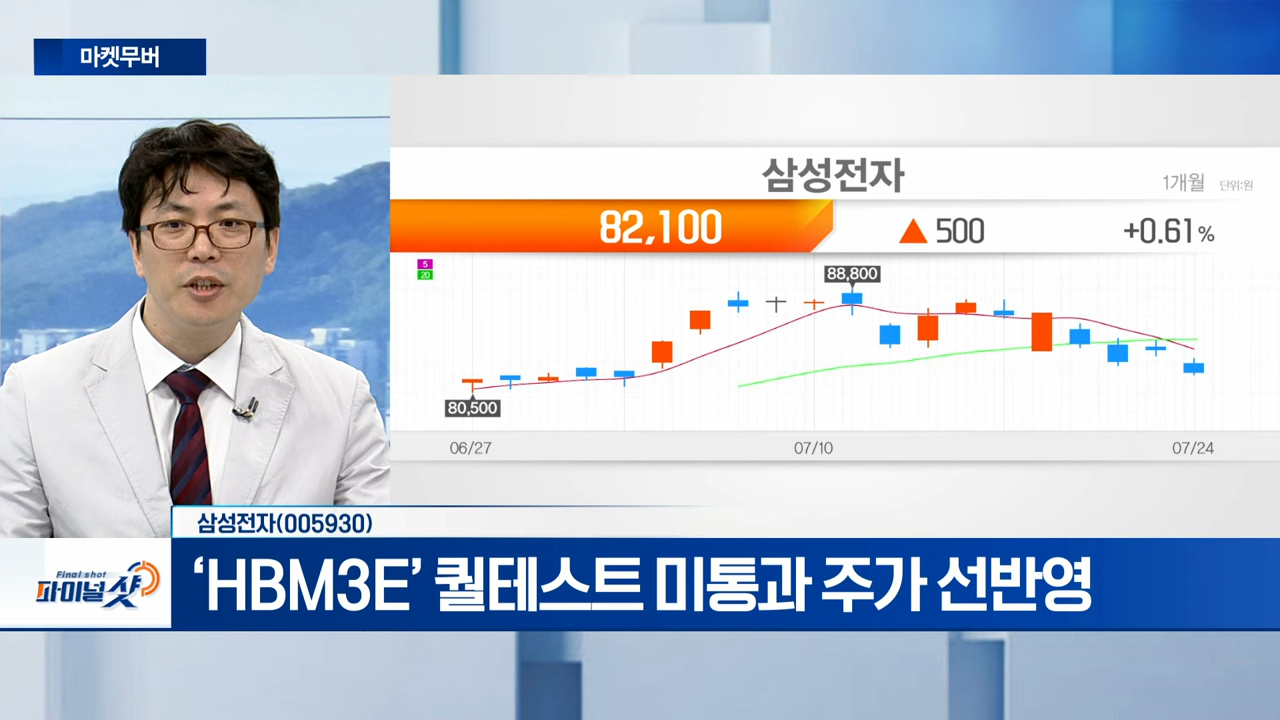 마켓무버
삼성전자
1개월 단위:원
82,100 ▲ 500 +0.61%
5
20
88,800
80,500
06/27 07/10 07/24
삼성전자(005930)
Final shot
파이널샷
‘HBM3E’ 퀄테스트 미통과 주가 선반영